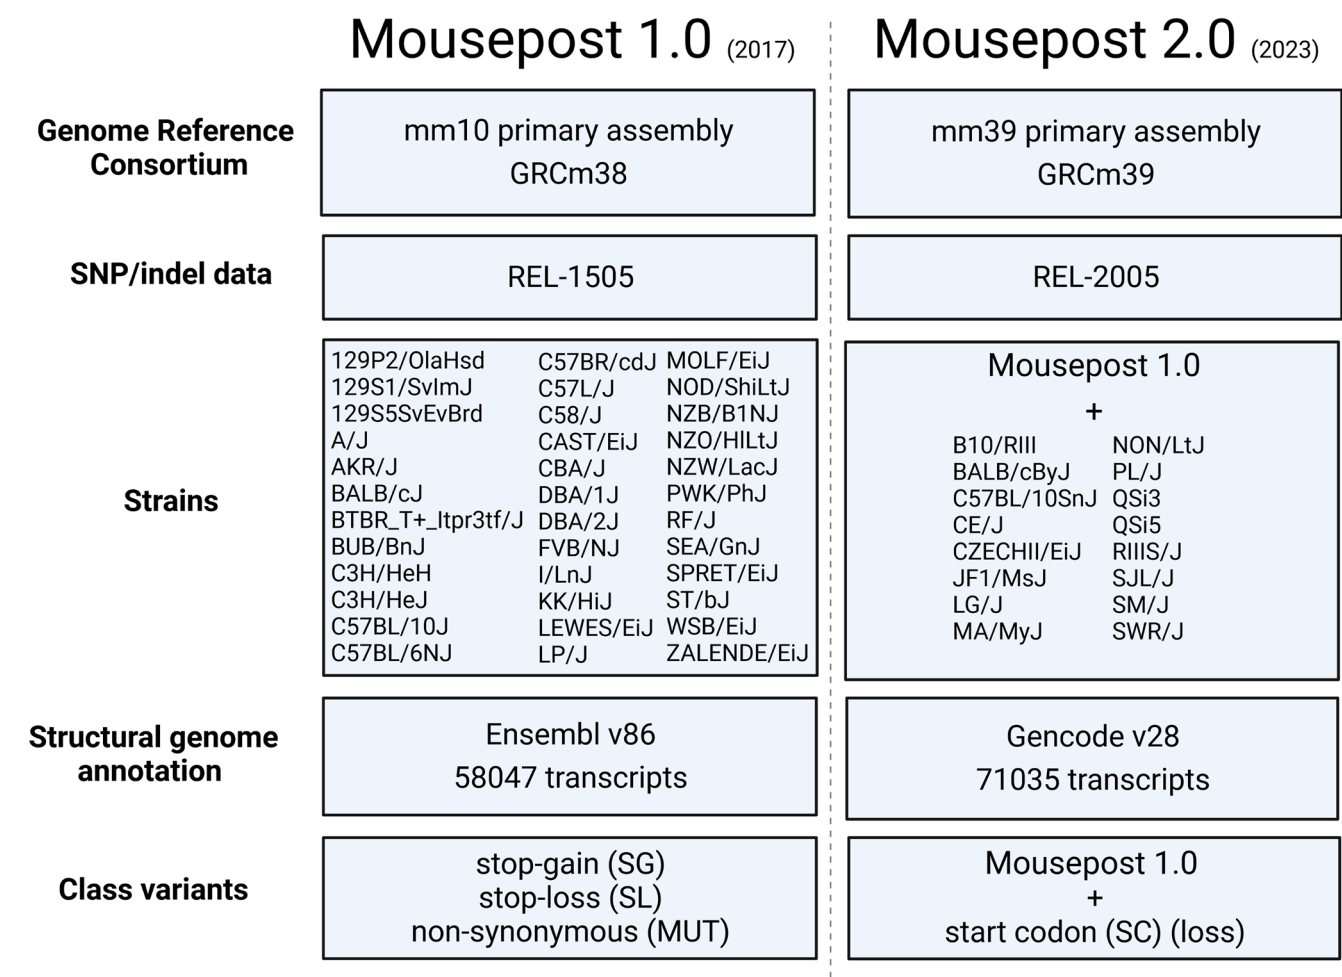 Mousepost 1.0 (2017)
Mousepost 2.0 (2023)
Genome Reference
Consortium
mm10 primary assembly
GRCm38
mm39 primary assembly
GRCm39
SNP/indel data
REL-1505
REL-2005
Strains
129P2/OlaHsd
129S1/SvImJ
129S5SvEvBrd
A/J
AKR/J
BALB/cJ
BTBR_T+_Itpr3tf/J
BUB/BnJ
C3H/HeH
C3H/HeJ
C57BL/10J
C57BL/6NJ
C57BR/cdJ
C57L/J
C58/J
CAST/EiJ
CBA/J
DBA/1J
DBA/2J
FVB/NJ
I/LnJ
KK/HiJ
LEWES/EiJ
LP/J
MOLF/EiJ
NOD/ShiLtJ
NZB/B1NJ
NZO/HlLtJ
NZW/LacJ
PWK/PhJ
RF/J
SEA/GnJ
SPRET/EiJ
ST/bJ
WSB/EiJ
ZALENDE/EiJ
Mousepost 1.0
+
B10/RIII
BALB/cByJ
C57BL/10SnJ
CE/J
CZECHII/EiJ
JF1/MsJ
LG/J
MA/MyJ
NON/LtJ
PL/J
QSi3
QSi5
RIIIS/J
SJL/J
SM/J
SWR/J
Structural genome
annotation
Ensembl v86
58047 transcripts
Gencode v28
71035 transcripts
Class variants
stop-gain (SG)
stop-loss (SL)
non-synonymous (MUT)
Mousepost 1.0
+
start codon (SC) (loss)